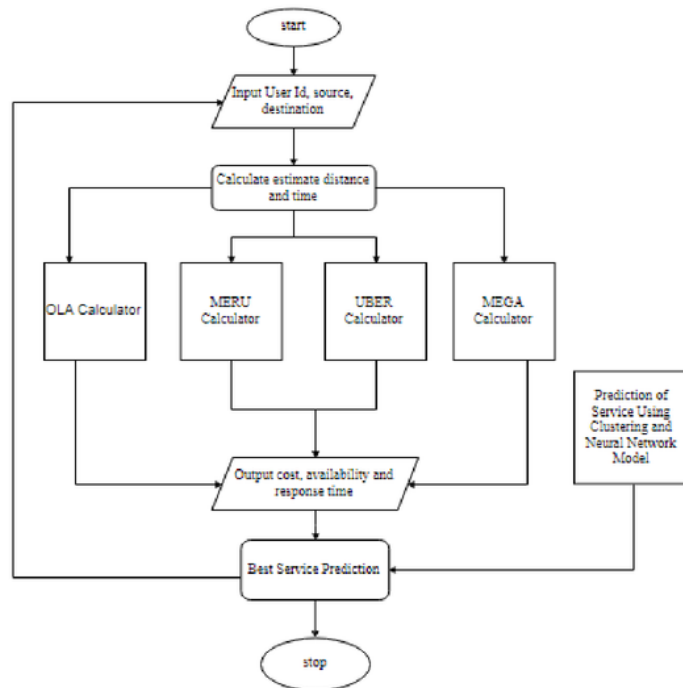 start
Input User Id, source,
destination
Calculate estimate distance
and time
OLA Calculator
MERU
Calculator
UBER
Calculator
MEGA
Calculator
Prediction of
Service Using
Clustering and
Neural Network
Model
Output cost, availability and
response time
Best Service Prediction
stop